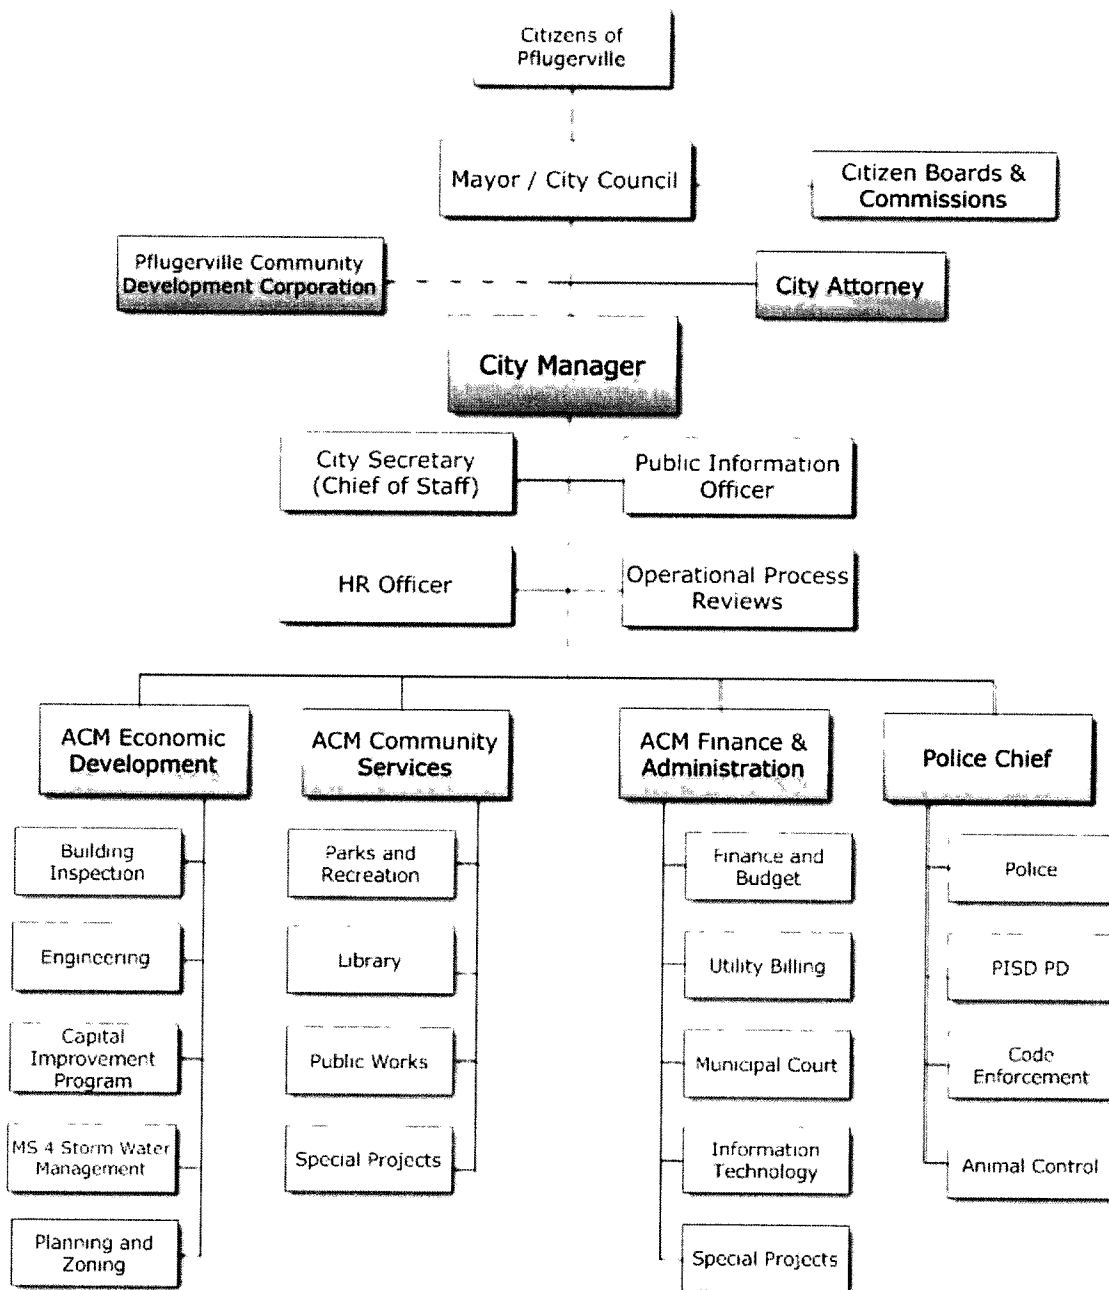 Citizens of
Pflugerville
Mayor / City Council
Citizen Boards &
Commissions
Pflugerville Community
Development Corporation
City Attorney
City Manager
City Secretary
(Chief of Staff)
Public Information
Officer
HR Officer
Operational Process
Reviews
ACM Economic
Development
ACM Community
Services
ACM Finance &
Administration
Police Chief
Building
Inspection
Engineering
Capital
Improvement
Program
MS 4 Storm Water
Management
Planning and
Zoning
Parks and
Recreation
Library
Public Works
Special Projects
Finance and
Budget
Utility Billing
Municipal Court
Information
Technology
Special Projects
Police
PISD PD
Code
Enforcement
Animal Control